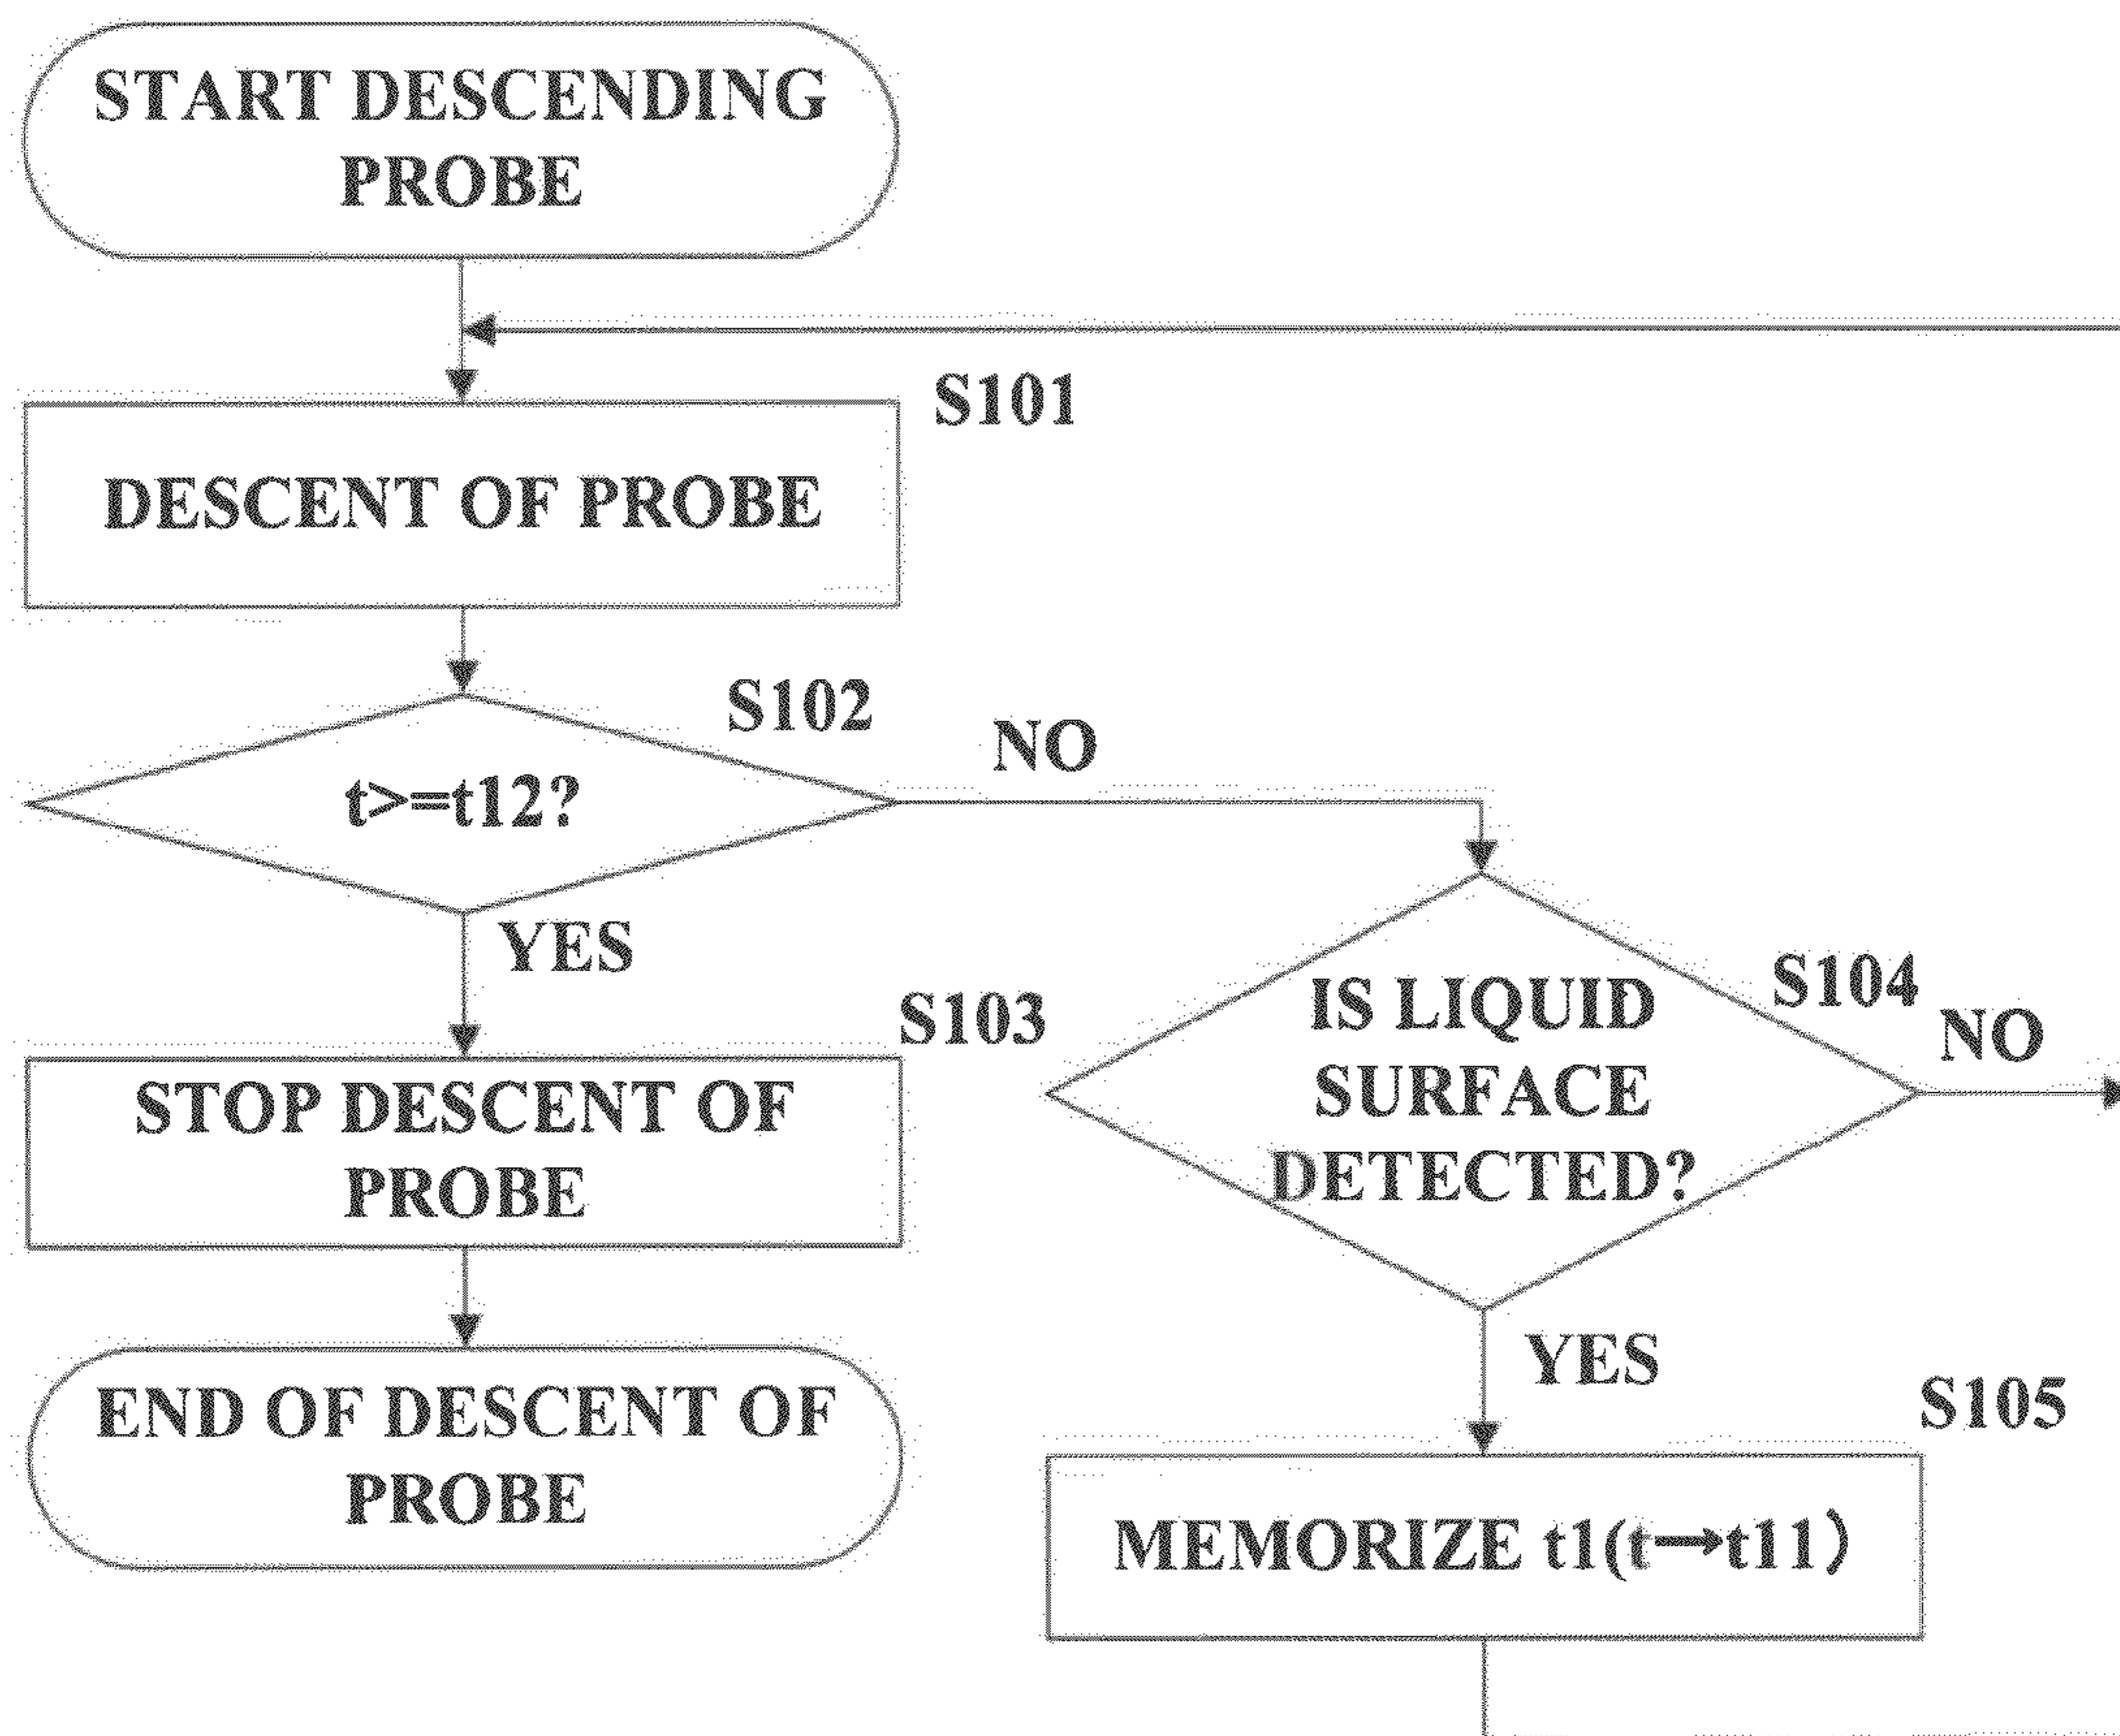 START DESCENDING
PROBE
S101
DESCENT OF PROBE
S102
NO
t>=t12?
YES
S103
STOP DESCENT OF
PROBE
END OF DESCENT OF
PROBE
S104
NO
IS LIQUID
SURFACE
DETECTED?
YES
S105
MEMORIZE t1(t→t11)